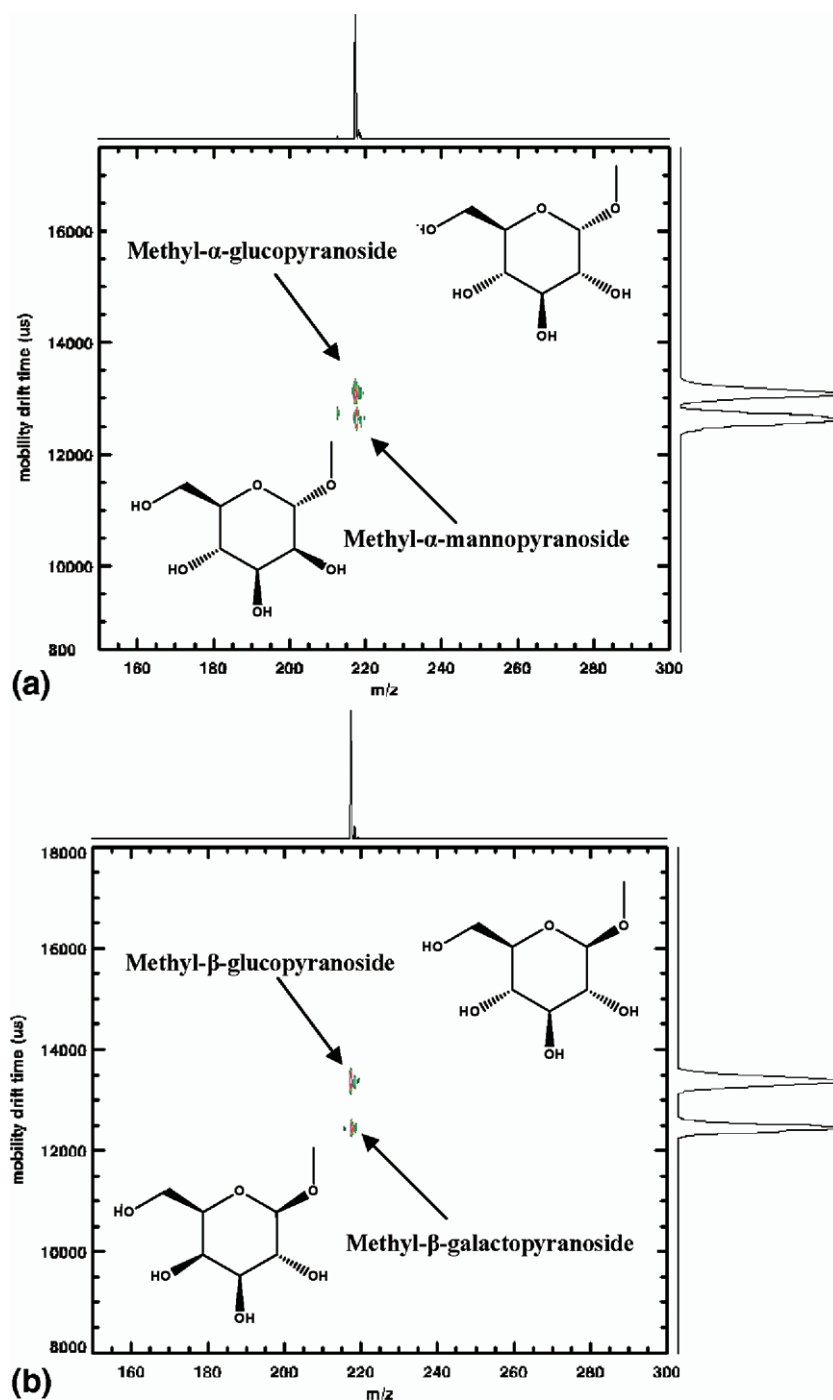 16000
14000
12000
10000
800
mobility drift time (us)
Methyl-α-glucopyranoside
Methyl-α-mannopyranoside
HO
O
O
HO
OH
OH
HO
O
O
HO
OH
OH
160 180 200 220 240 260 280 300
m/z
(a)
18000
16000
14000
12000
10000
8000
mobility drift time (us)
Methyl-β-glucopyranoside
Methyl-β-galactopyranoside
HO
O
O
HO
OH
OH
HO
O
O
HO
OH
OH
160 180 200 220 240 260 280 300
m/z
(b)